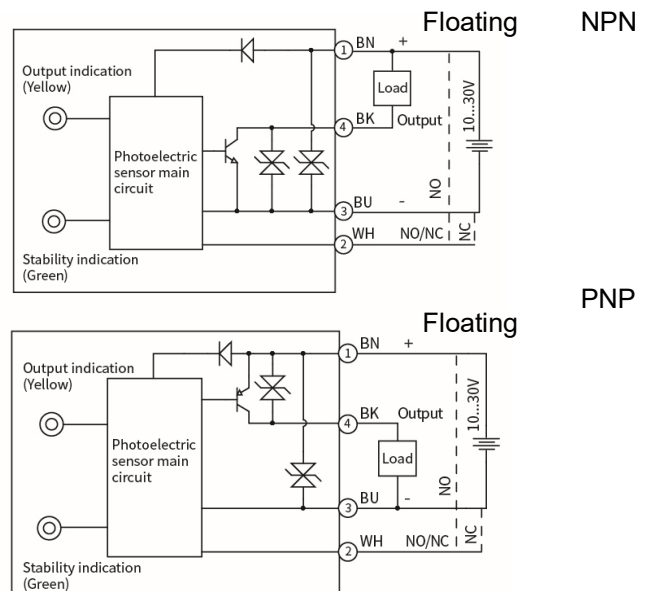 Floating NPN
Output indication
(Yellow)
Photoelectric
sensor main
circuit
Stability indication
(Green)
1 BN +
Load
4 BK Output
10...30V
3 BU -
NO
2 WH NO/NC
NC
PNP
Floating
Output indication
(Yellow)
Photoelectric
sensor main
circuit
Stability indication
(Green)
1 BN +
4 BK Output
Load
10...30V
3 BU -
NO
2 WH NO/NC
NC